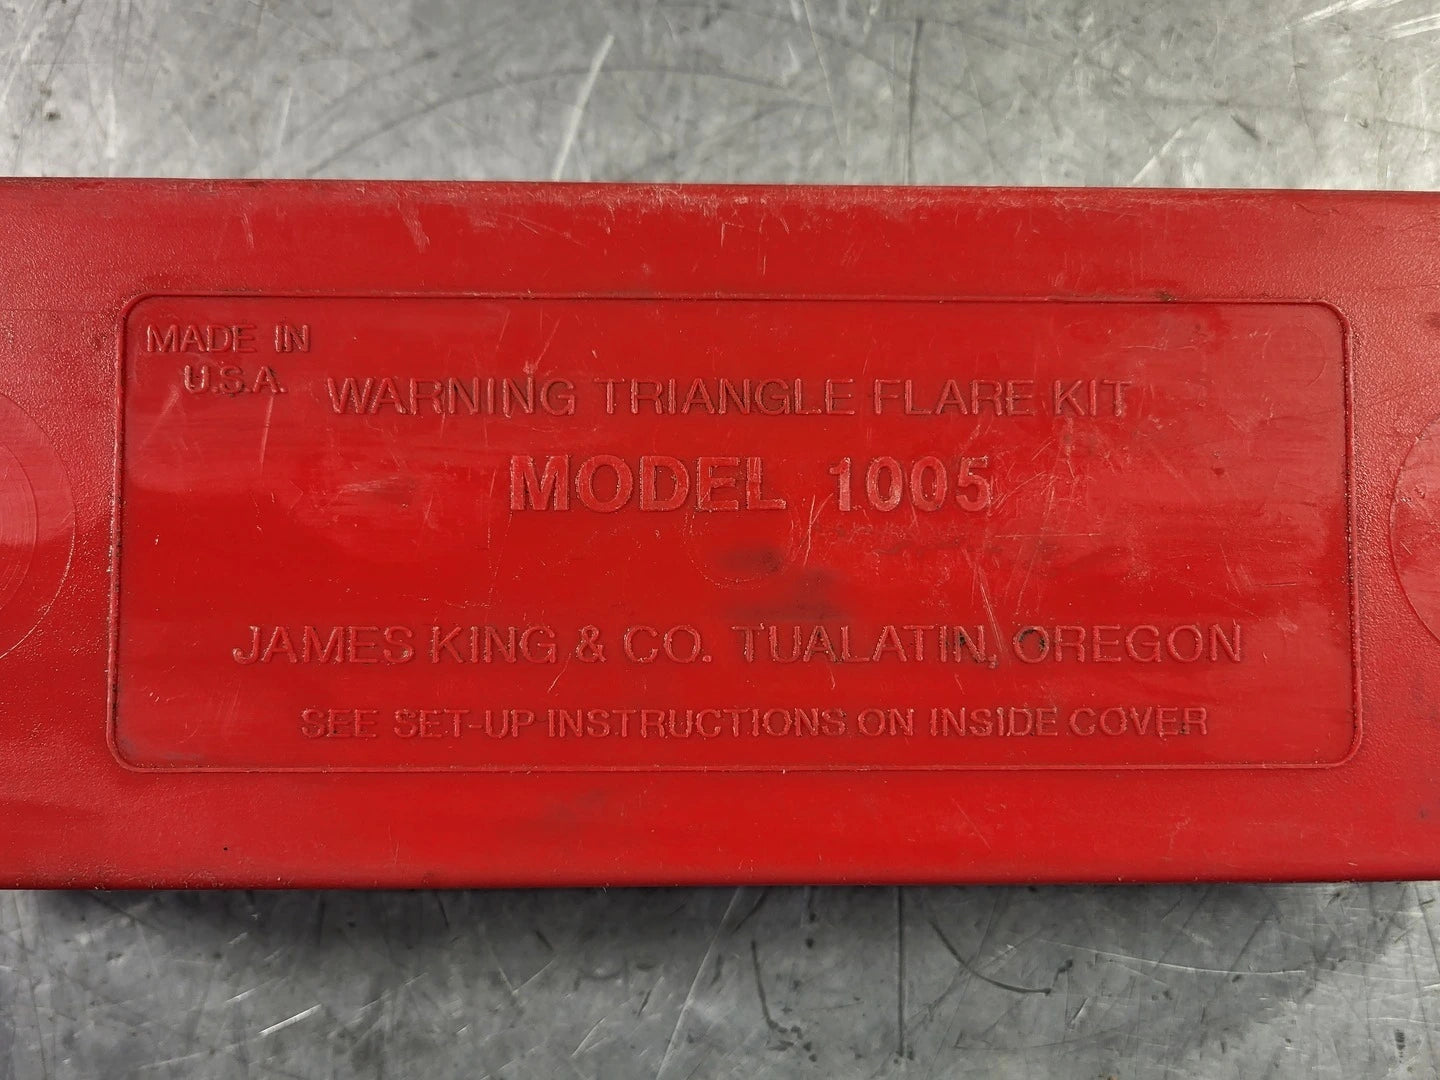 MADE IN
U.S.A.
WARNING TRIANGLE FLARE KIT
MODEL 1005
JAMES KING & CO. TUALATIN, OREGON
SEE SET-UP INSTRUCTIONS ON INSIDE COVER